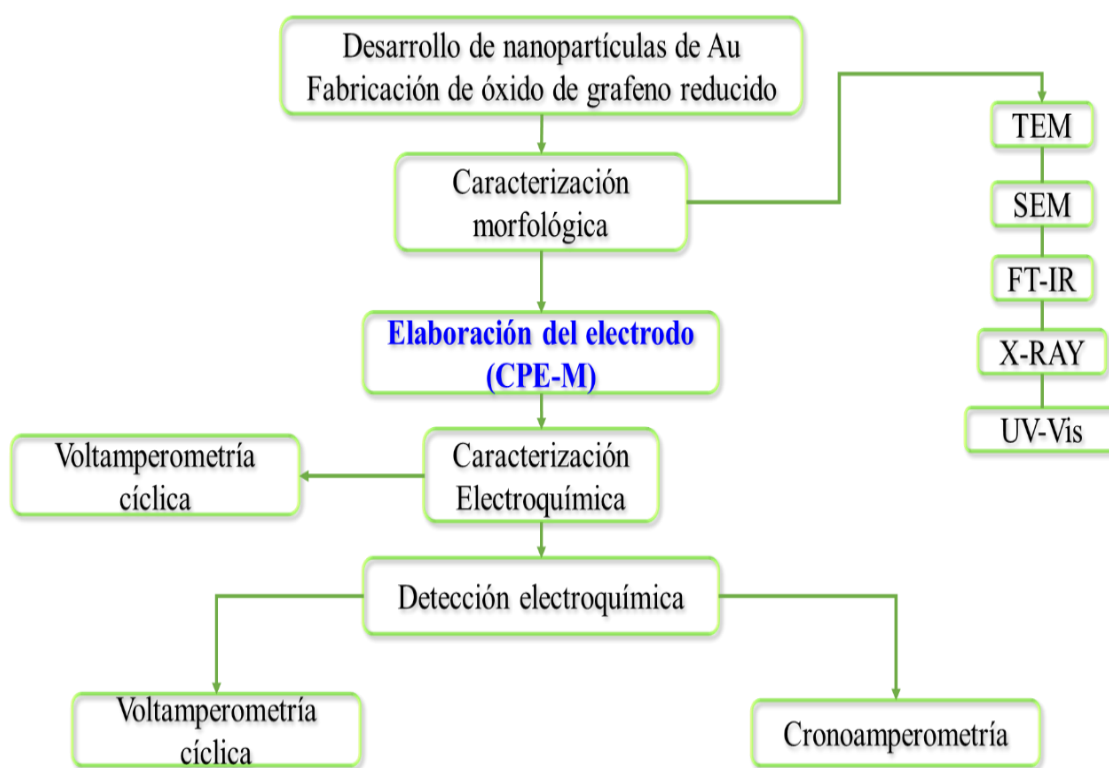 Desarrollo de nanopartículas de Au
Fabricación de óxido de grafeno reducido
Caracterización
morfológica
TEM
SEM
FT-IR
X-RAY
UV-Vis
Elaboración del electrodo
(CPE-M)
Caracterización
Electroquímica
Voltamperometría
cíclica
Detección electroquímica
Voltamperometría
cíclica
Cronoamperometría